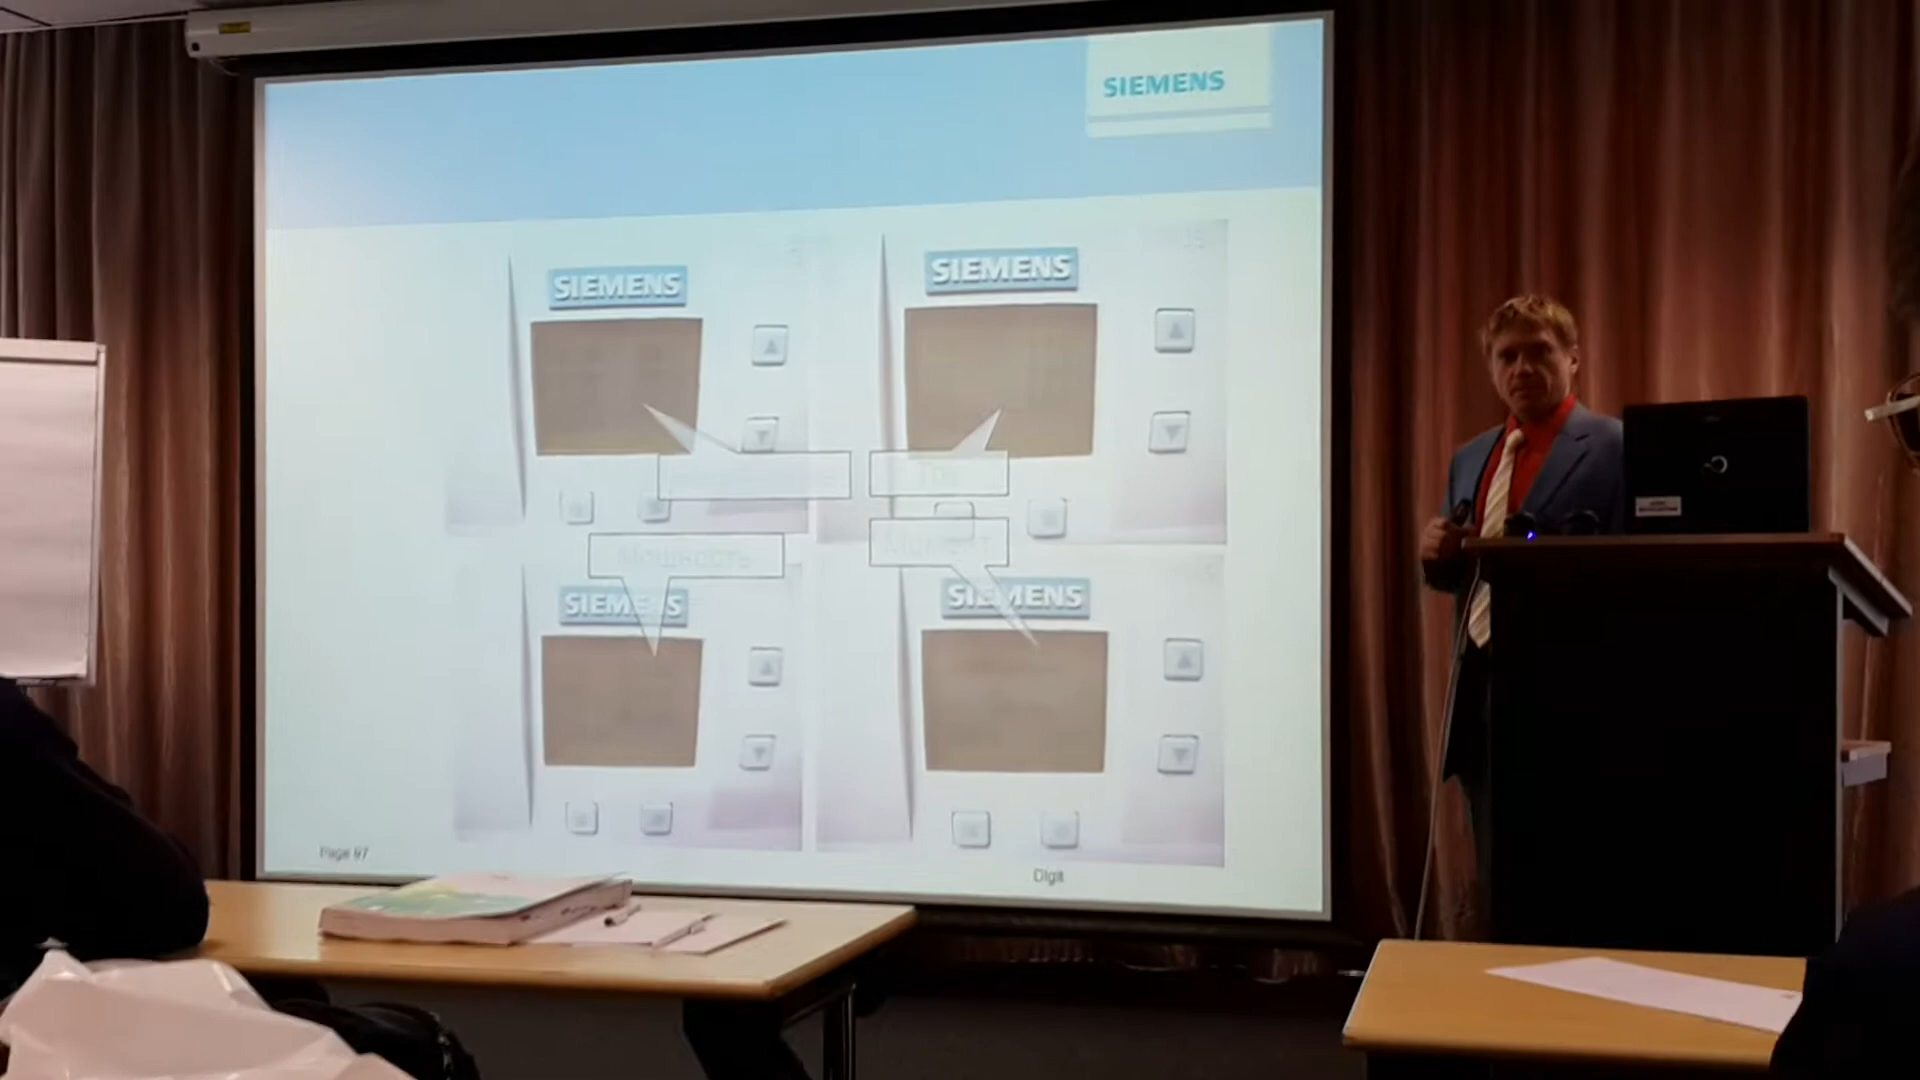 SIEMENS
SIEMENS
SIEMENS
Ток
Мощность
Момент
SIEMENS
SIEMENS
Page 97
Digit